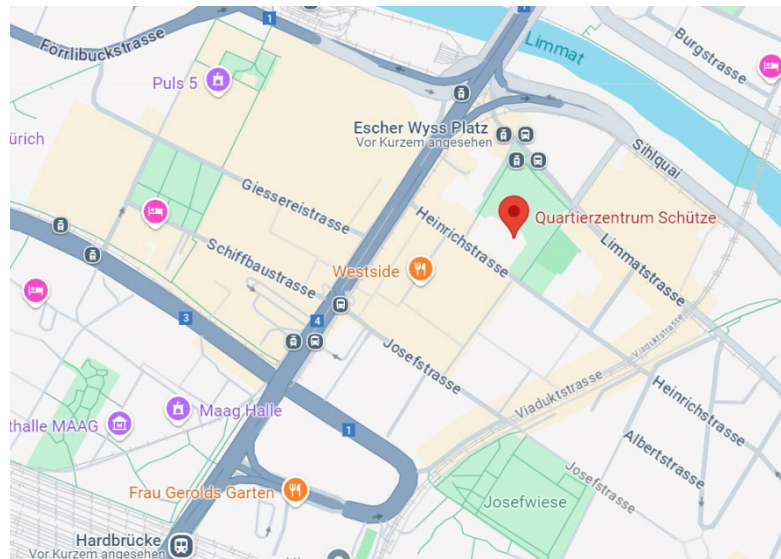 1
1
Förrlibuckstrasse
Limmat
Burgstrasse
Puls 5
Escher Wyss Platz
Vor Kurzem angesehen
Sihlquai
ürich
Giessereistrasse
Heinrichstrasse
Quartierzentrum Schütze
Limmatstrasse
Schiffbaustrasse
Westside
3
4
Josefstrasse
Viaduktstrasse
Viaduktstrasse
Heinrichstrasse
Maag Halle
thalle MAAG
1
Albertstrasse
Josefstrasse
Frau Gerolds Garten
Josefwiese
Hardbrücke
Vor Kurzem angesehen